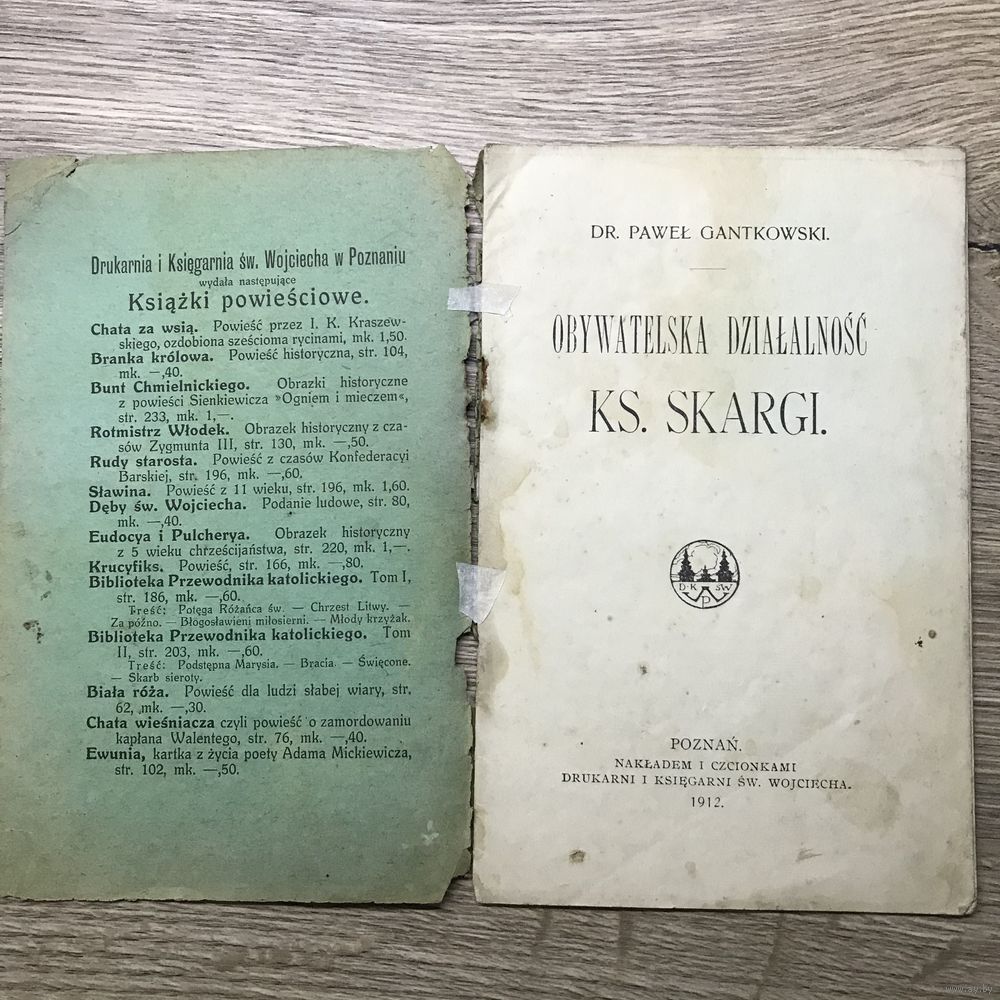 Drukarnia i Księgarnia św. Wojciecha w Poznaniu
wydała następujące
Książki powieściowe.
Chata za wsią. Powieść przez I. K. Kraszew-
skiego, ozdobiona sześcioma rycinami, mk. 1,50.
Branka królowa. Powieść historyczna, str. 104,
mk. —,40.
Bunt Chmielnickiego. Obrazki historyczne
z powieści Sienkiewicza »Ogniem i mieczem«,
str. 233, mk. 1,—.
Rotmistrz Włodek. Obrazek historyczny z cza-
sów Zygmunta III, str. 130, mk. —,50.
Rudy starosta. Powieść z czasów Konfederacyi
Barskiej, str. 196, mk. —,60.
Sławina. Powieść z 11 wieku, str. 196, mk. 1,60.
Dęby św. Wojciecha. Podanie ludowe, str. 80,
mk. —,40.
Eudocya i Pulcherya. Obrazek historyczny
z 5 wieku chrześcijaństwa, str. 220, mk. 1,—.
Krucyfiks. Powieść, str. 166, mk. —,80.
Biblioteka Przewodnika katolickiego. Tom I,
str. 186, mk. —,60.
Treść: Potęga Różańca św. — Chrzest Litwy. —
Za późno. — Błogosławieni miłosierni. — Młody krzyżak.
Biblioteka Przewodnika katolickiego. Tom
II, str. 203, mk. —,60.
Treść: Podstępna Marysia. — Bracia. — Święcone.
— Skarb sieroty.
Biała róża. Powieść dla ludzi słabej wiary, str.
62, mk. —,30.
Chata wieśniacza czyli powieść o zamordowaniu
kapłana Walentego, str. 76, mk. —,40.
Ewunia, kartka z życia poety Adama Mickiewicza,
str. 102, mk. —,50.
DR. PAWEŁ GANTKOWSKI.
OBYWATELSKA DZIAŁALNOŚĆ
KS. SKARGI.
D·K ŚW
P
POZNAŃ.
NAKŁADEM I CZCIONKAMI
DRUKARNI I KSIĘGARNI ŚW. WOJCIECHA.
1912.